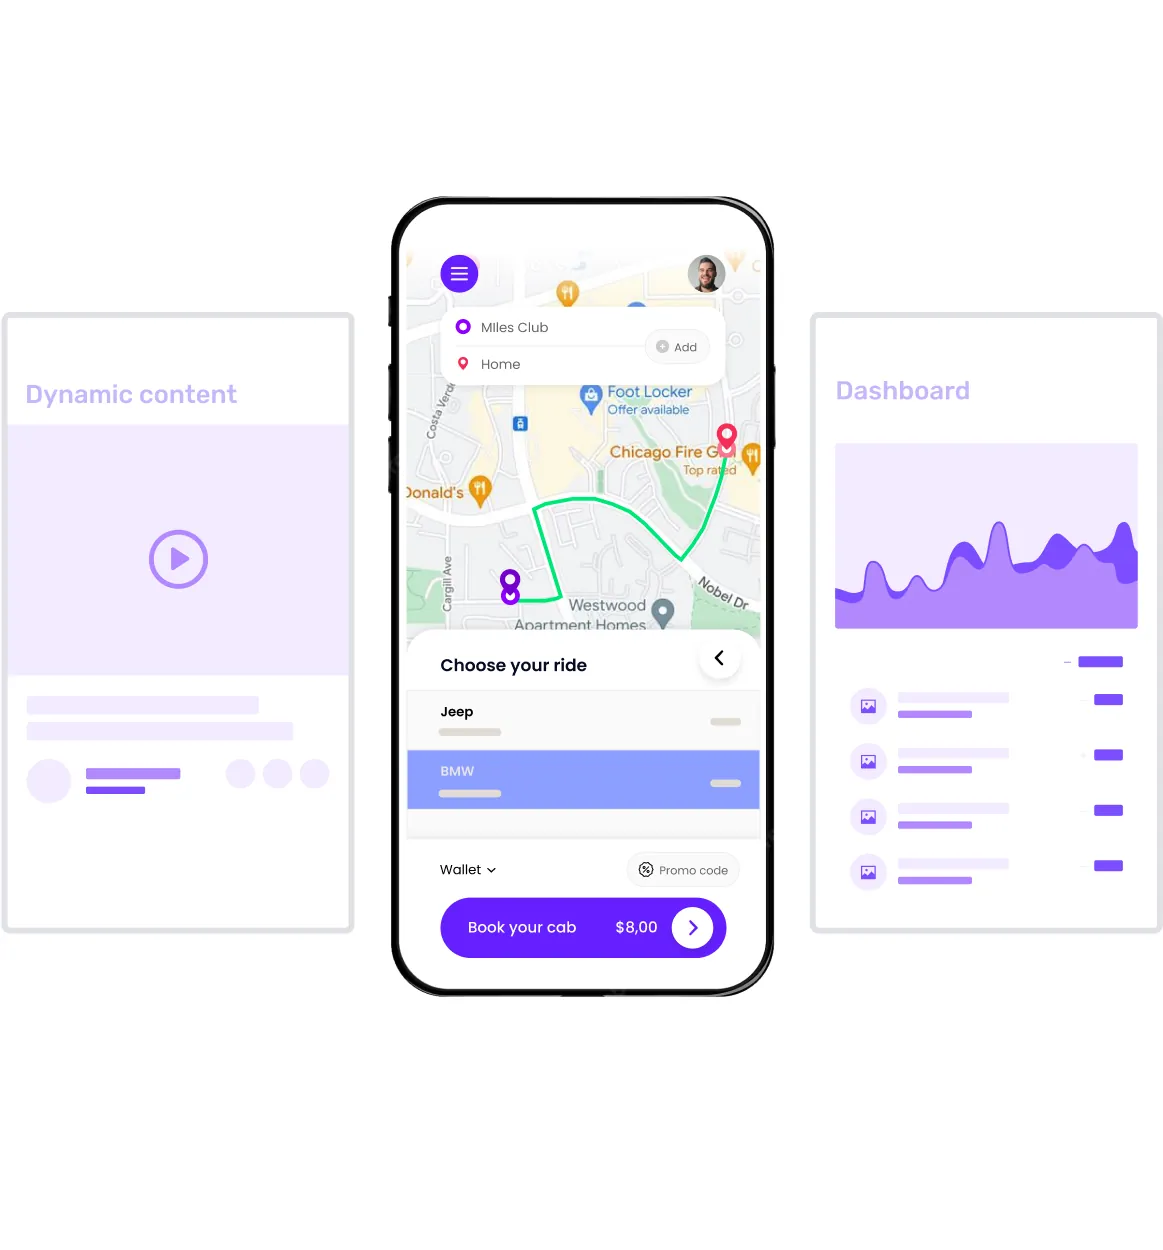 MIles Club
Add
Home
Costa Verde
Foot Locker
Offer available
Chicago Fire G
Top rated
Donald's
Cargill Ave
Nobel Dr
Westwood
Apartment Homes
Choose your ride
Jeep
BMW
Wallet
Promo code
Book your cab $8,00
Dynamic content
Dashboard